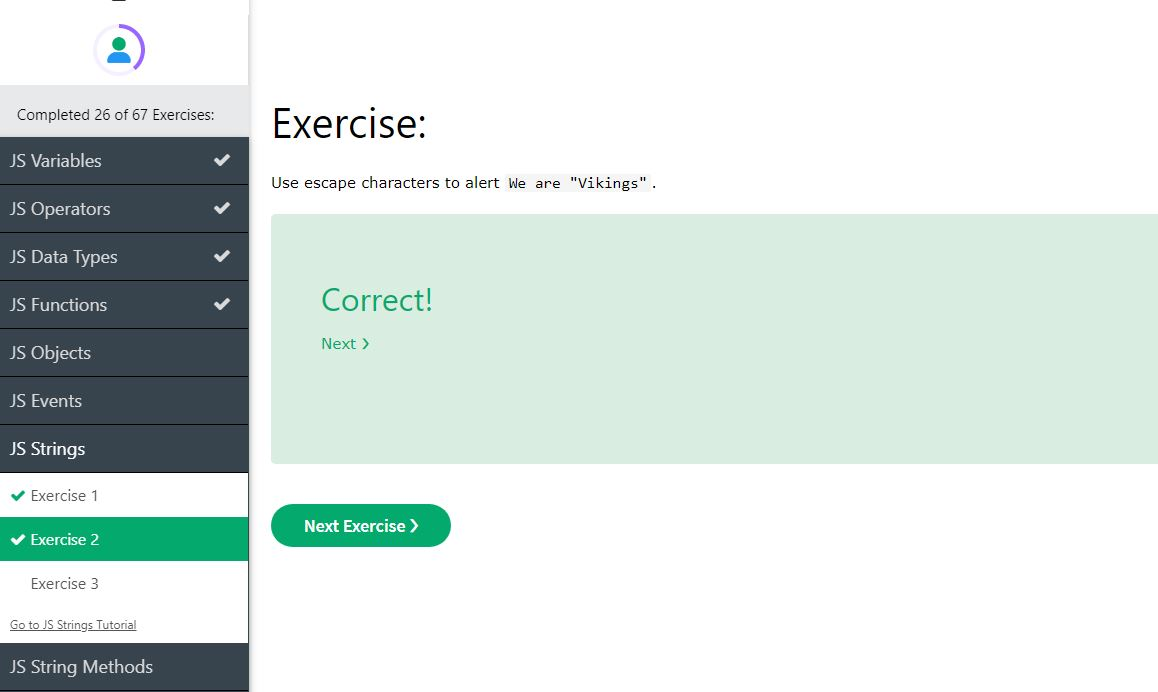 Completed 26 of 67 Exercises:
JS Variables
JS Operators
JS Data Types
JS Functions
JS Objects
JS Events
JS Strings
Exercise 1
Exercise 2
Exercise 3
Go to JS Strings Tutorial
JS String Methods
Exercise:
Use escape characters to alert We are "Vikings".
Correct!
Next ❯
Next Exercise ❯